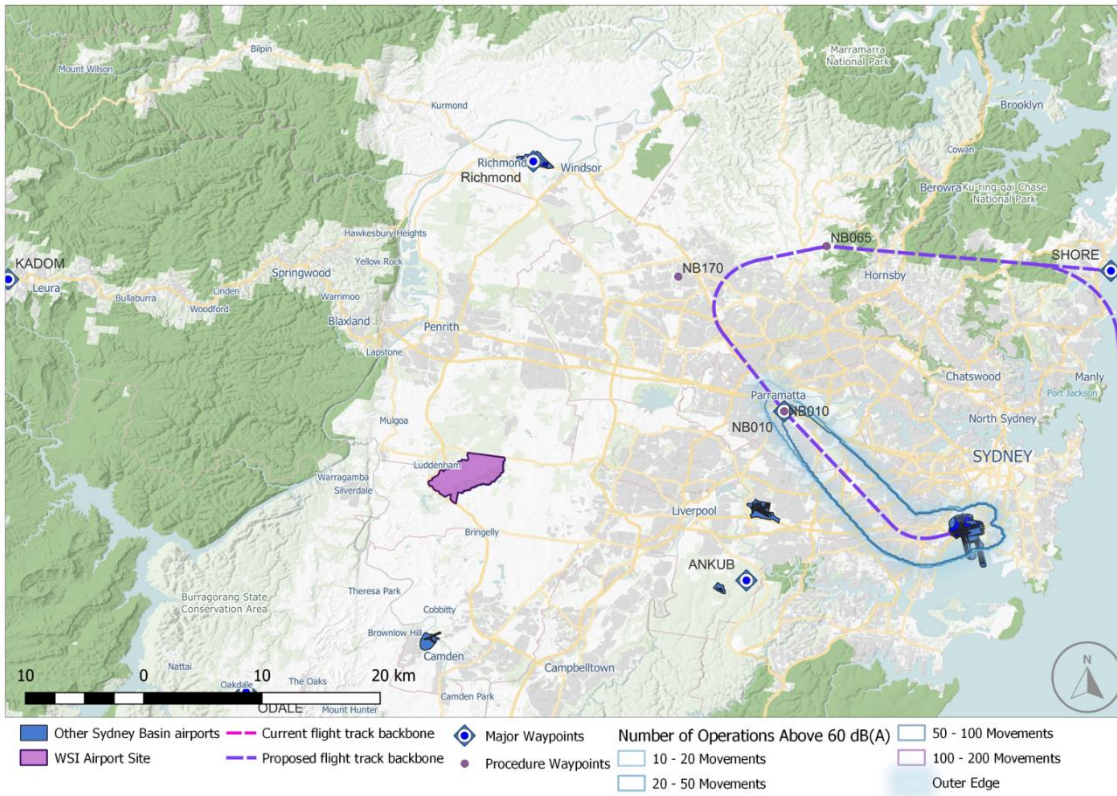 Bilpin
Mount Wilson
Marramarra
National Park
Kurmond
Brooklyn
Cowan
Richmond
Windsor
Richmond
Berowra
Ku-ring-gai Chase
National Park
Hawkesbury Heights
NB065
SHORE
KADOM
Yellow Rock
NB170
Hornsby
Leura
Springwood
Linden
Bullaburra
Warrimoo
Woodford
Blaxland
Penrith
Lapstone
Chatswood
Manly
Port Jackson
Parramatta
NB010
NB010
North Sydney
Mulgoa
SYDNEY
Luddenham
Warragamba
Silverdale
Liverpool
Bringelly
ANKUB
Theresa Park
Burragorang State
Conservation Area
Cobbitty
Brownlow Hill
Camden
Nattai
Campbelltown
10 0 10 20 km
Oakdale
The Oaks
Camden Park
ODALE
Mount Hunter
N
Other Sydney Basin airports
WSI Airport Site
Current flight track backbone
Proposed flight track backbone
Major Waypoints
Procedure Waypoints
Number of Operations Above 60 dB(A)
10 - 20 Movements
20 - 50 Movements
50 - 100 Movements
100 - 200 Movements
Outer Edge